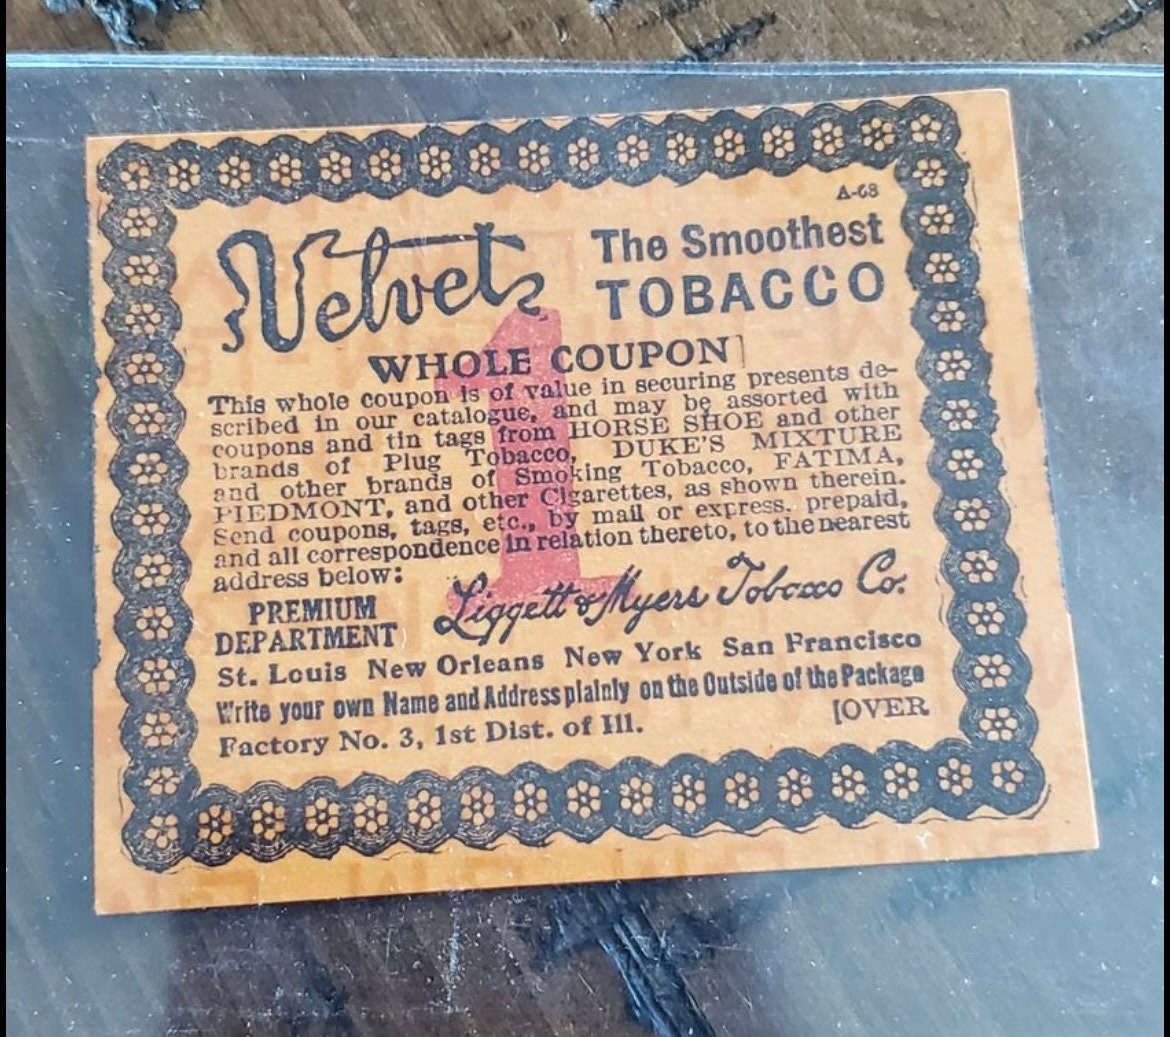 A-68
Velvet The Smoothest
TOBACCO
1
WHOLE COUPON]
This whole coupon is of value in securing presents de-
scribed in our catalogue, and may be assorted with
coupons and tin tags from HORSE SHOE and other
brands of Plug Tobacco, DUKE'S MIXTURE
and other brands of Smoking Tobacco, FATIMA,
PIEDMONT, and other Cigarettes, as shown therein.
Send coupons, tags, etc., by mail or express. prepaid,
and all correspondence in relation thereto, to the nearest
address below:
PREMIUM
DEPARTMENT
Liggett & Myers Tobacco Co.
St. Louis New Orleans New York San Francisco
Write your own Name and Address plainly on the Outside of the Package
Factory No. 3, 1st Dist. of Ill.
[OVER